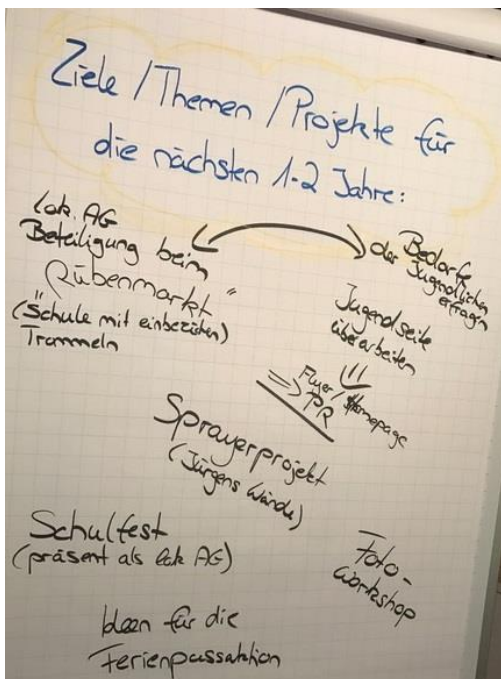 Ziele / Themen / Projekte für
die nächsten 1-2 Jahre:
lok. AG
Beteiligung beim
"Rübenmarkt"
(Schule mit einbeziehen)
Trommeln
Bedarfe
der Jugendlichen
erfragen
Jugendseite
überarbeiten
Flyer / Homepage
=> PR
Sprayerprojekt
(Jürgens Wände)
Schulfest
(präsent als lok AG)
Foto-
workshop
Ideen für die
Ferienpassaktion